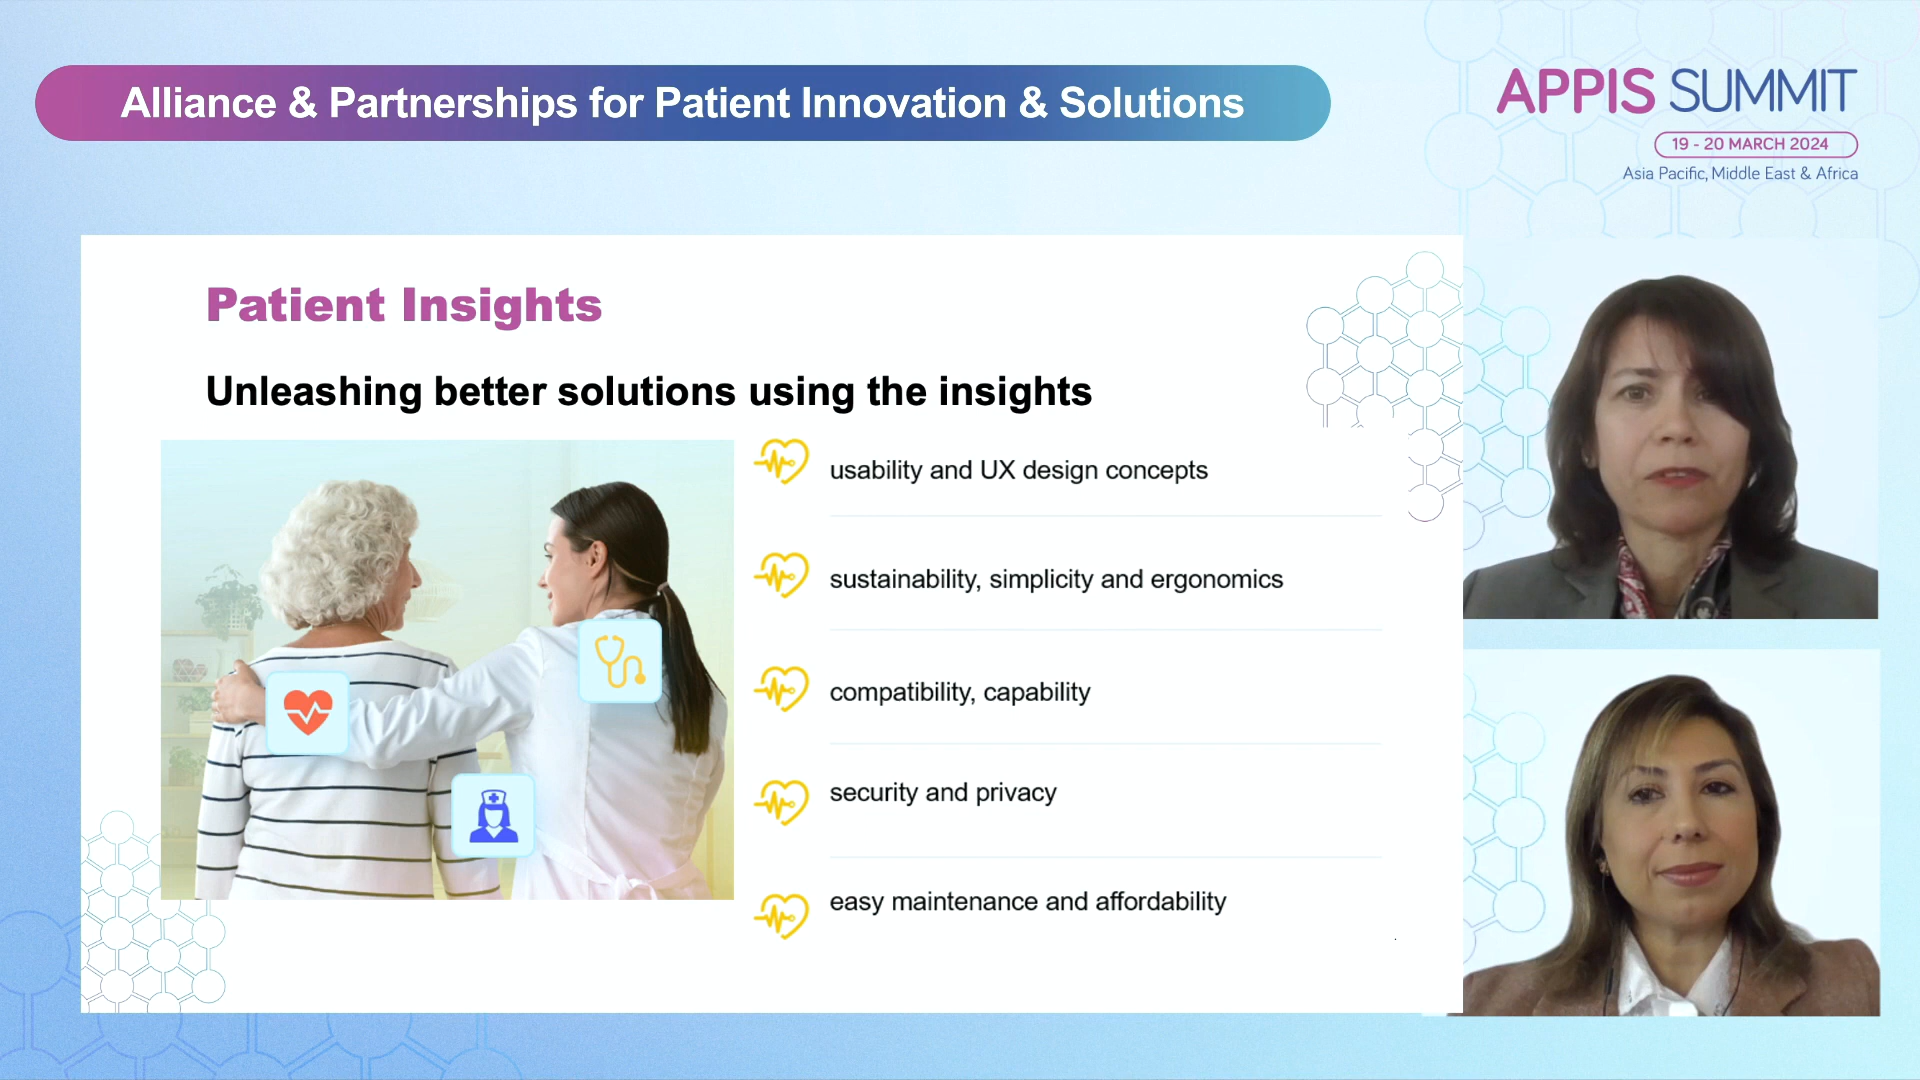 Alliance & Partnerships for Patient Innovation & Solutions
APPIS SUMMIT
19 - 20 MARCH 2024
Asia Pacific, Middle East & Africa
Patient Insights
Unleashing better solutions using the insights
usability and UX design concepts
sustainability, simplicity and ergonomics
compatibility, capability
security and privacy
easy maintenance and affordability